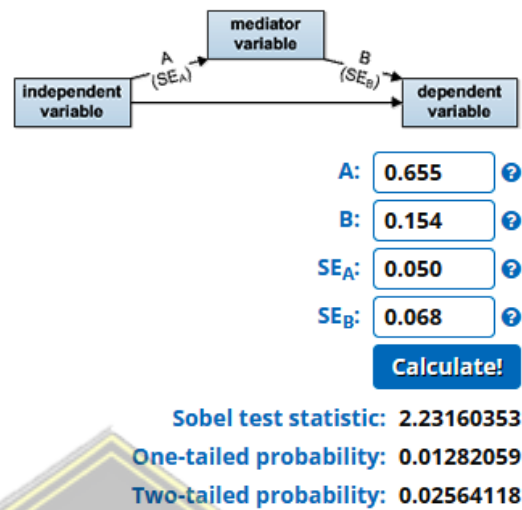 mediator
variable
A
(SEA)
B
(SEB)
independent
variable
dependent
variable
A: 0.655 ?
B: 0.154 ?
SEA: 0.050 ?
SEB: 0.068 ?
Calculate!
Sobel test statistic: 2.23160353
One-tailed probability: 0.01282059
Two-tailed probability: 0.02564118